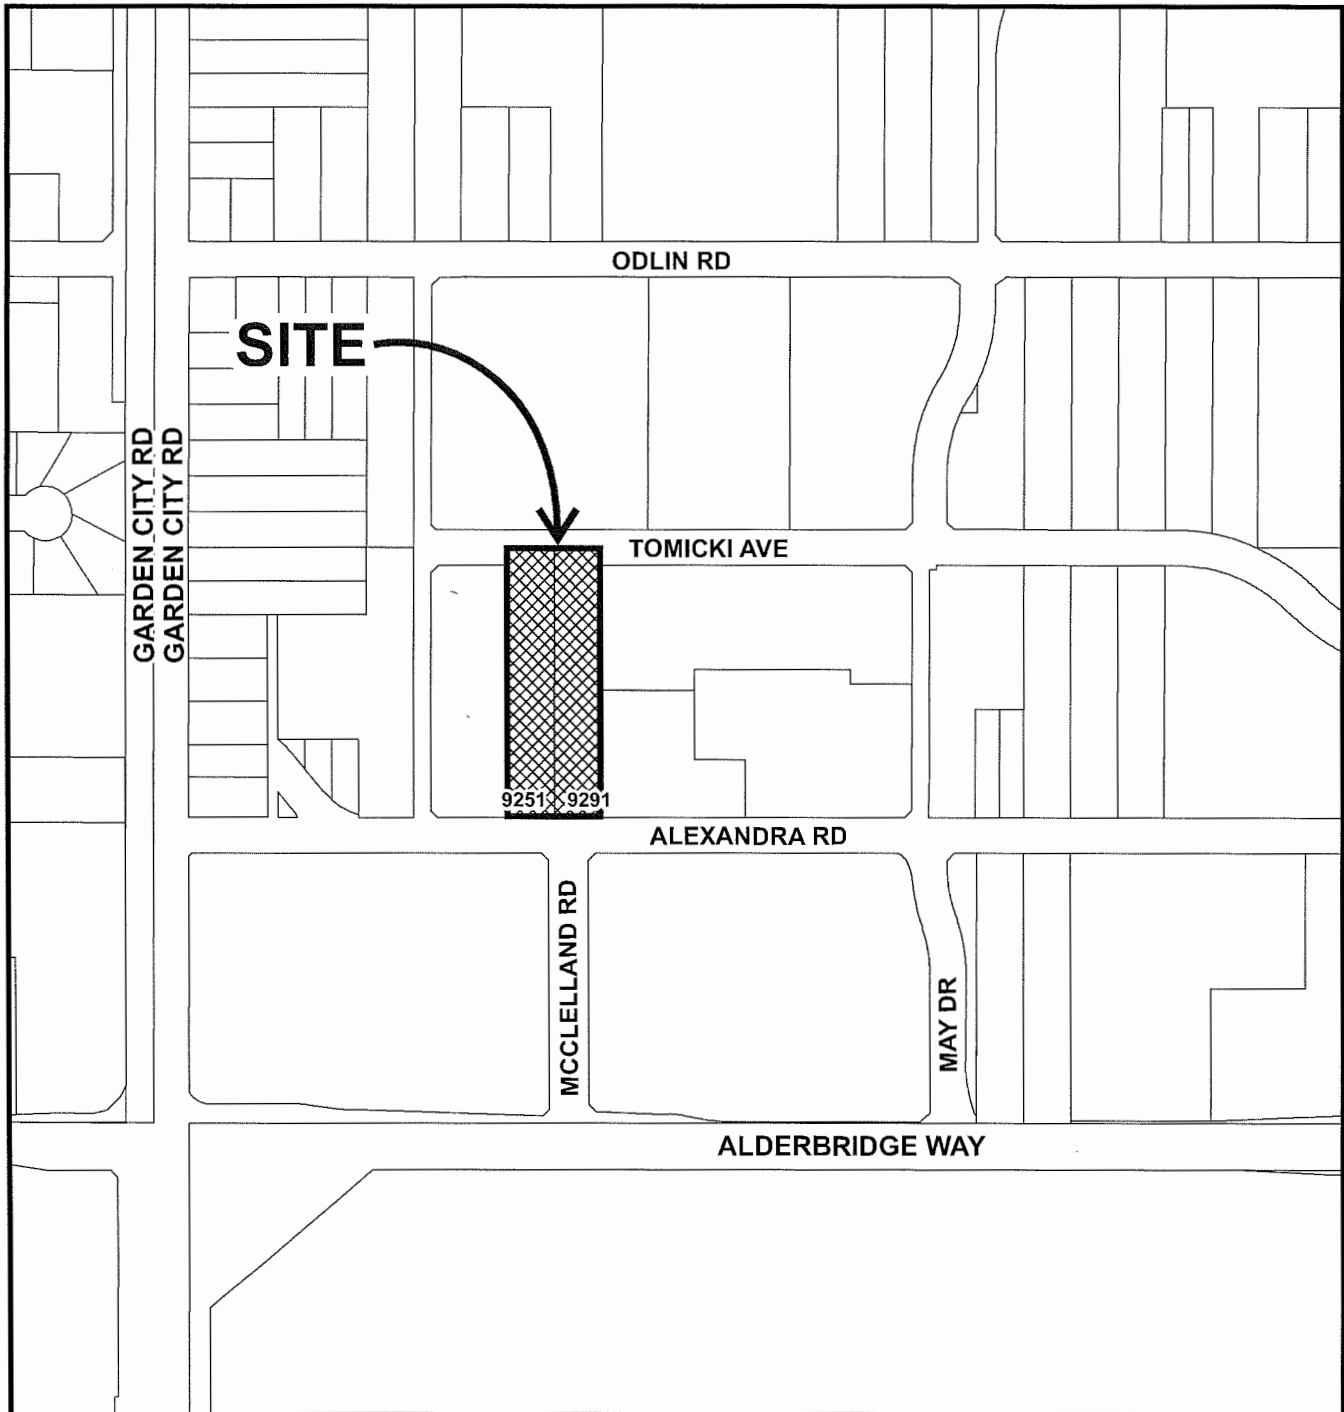 ODLIN RD
SITE
GARDEN CITY RD
GARDEN CITY RD
TOMICKI AVE
9251 9291
ALEXANDRA RD
MCCLELLAND RD
MAY DR
ALDERBRIDGE WAY